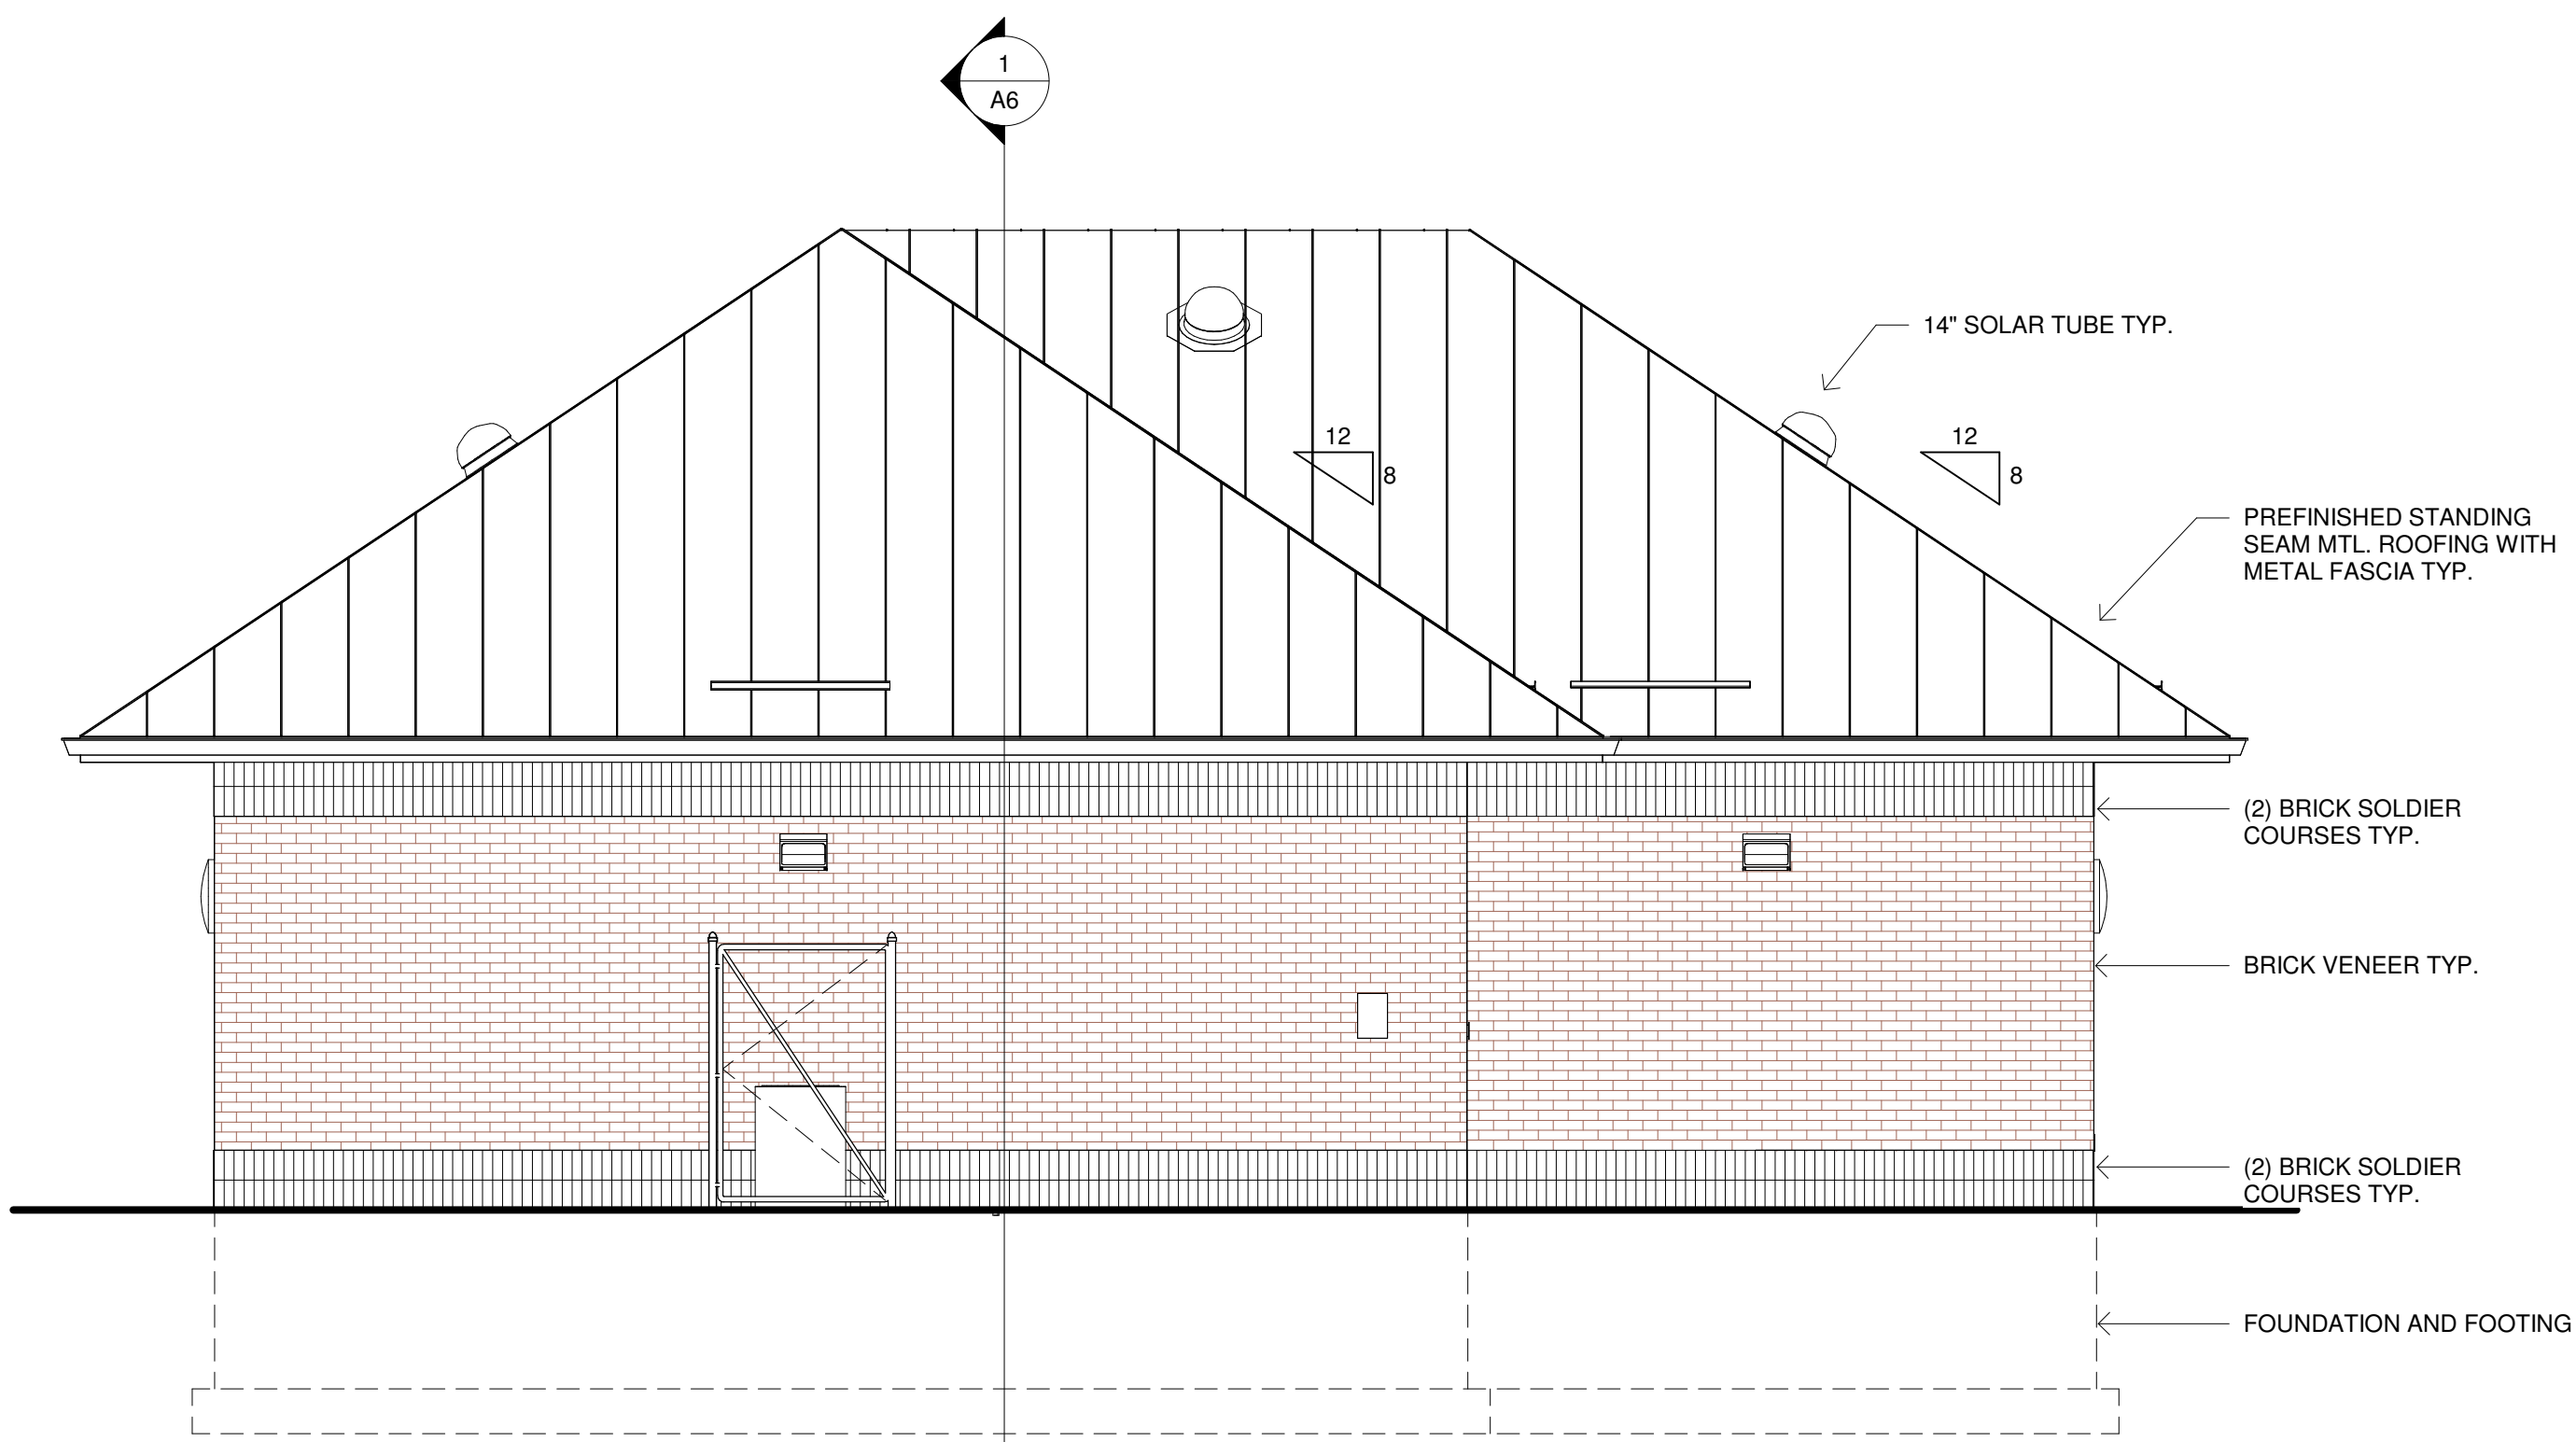 1
A6
14" SOLAR TUBE TYP.
12
8
12
8
PREFINISHED STANDING
SEAM MTL. ROOFING WITH
METAL FASCIA TYP.
(2) BRICK SOLDIER
COURSES TYP.
BRICK VENEER TYP.
(2) BRICK SOLDIER
COURSES TYP.
FOUNDATION AND FOOTING